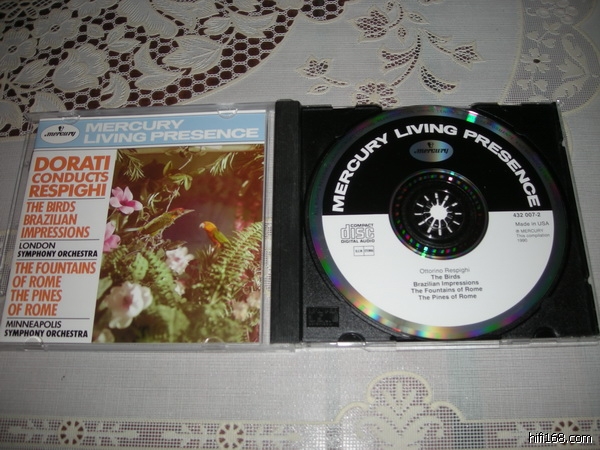 MERCURY
MERCURY
LIVING PRESENCE
DORATI
CONDUCTS
RESPIGHI
THE BIRDS
BRAZILIAN
IMPRESSIONS
LONDON
SYMPHONY ORCHESTRA
THE FOUNTAINS
OF ROME
THE PINES
OF ROME
MINNEAPOLIS
SYMPHONY ORCHESTRA
MERCURY LIVING PRESENCE
MERCURY
432 007-2
Made in USA
COMPACT
disc
DIGITAL AUDIO
Ottorino Respighi
The Birds
Brazilian Impressions
The Fountains of Rome
The Pines of Rome
hifi168.com